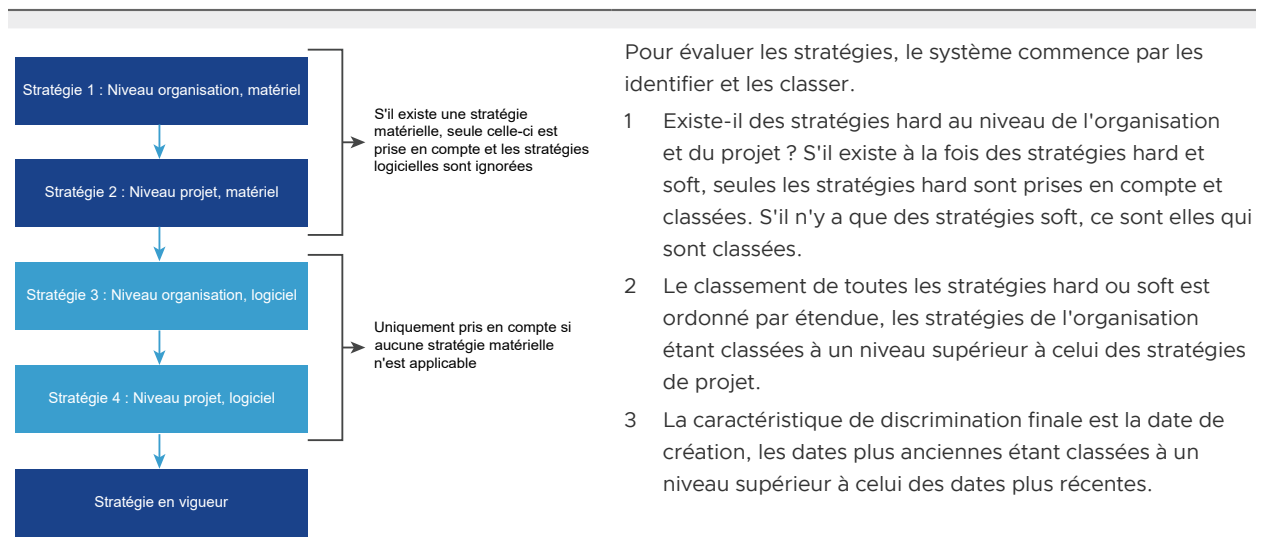 Stratégie 1 : Niveau organisation, matériel
Stratégie 2 : Niveau projet, matériel
S'il existe une stratégie
matérielle, seule celle-ci est
prise en compte et les stratégies
logicielles sont ignorées
Stratégie 3 : Niveau organisation, logiciel
Stratégie 4 : Niveau projet, logiciel
Uniquement pris en compte si
aucune stratégie matérielle
n'est applicable
Stratégie en vigueur
Pour évaluer les stratégies, le système commence par les
identifier et les classer.
1 Existe-il des stratégies hard au niveau de l'organisation
et du projet ? S'il existe à la fois des stratégies hard et
soft, seules les stratégies hard sont prises en compte et
classées. S'il n'y a que des stratégies soft, ce sont elles qui
sont classées.
2 Le classement de toutes les stratégies hard ou soft est
ordonné par étendue, les stratégies de l'organisation
étant classées à un niveau supérieur à celui des stratégies
de projet.
3 La caractéristique de discrimination finale est la date de
création, les dates plus anciennes étant classées à un
niveau supérieur à celui des dates plus récentes.